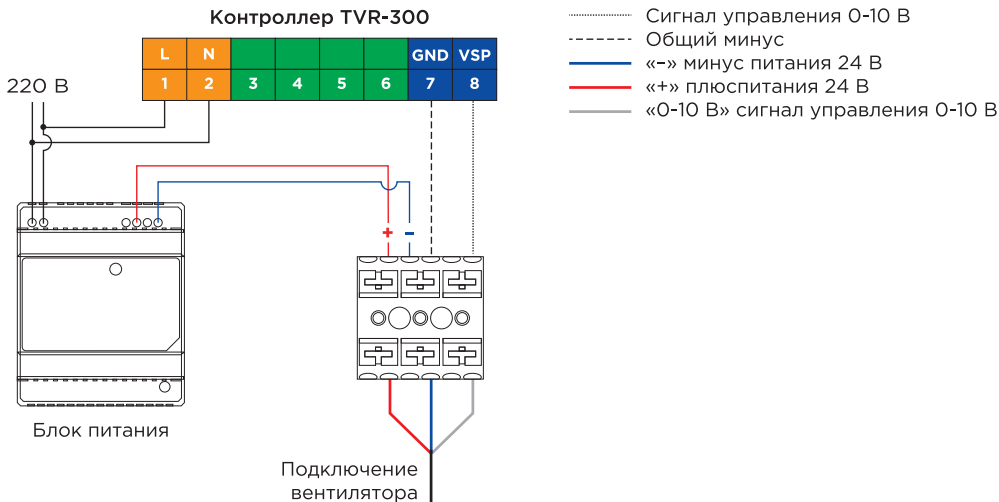 Контроллер TVR-300
L N GND VSP
1 2 3 4 5 6 7 8
220 В
+ –
Блок питания
Подключение
вентилятора
Сигнал управления 0-10 В
Общий минус
«–» минус питания 24 В
«+» плюспитания 24 В
«0-10 В» сигнал управления 0-10 В